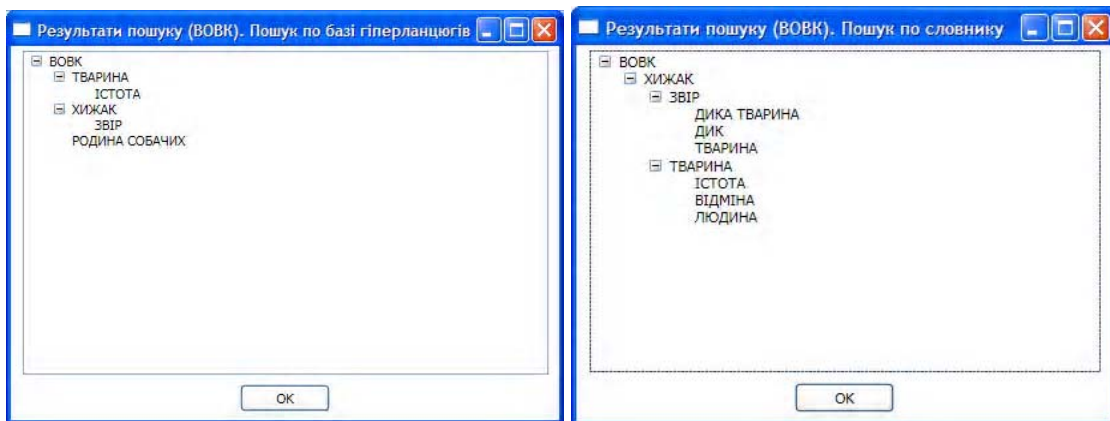 Результати пошуку (ВОВК). Пошук по базі гіперланцюгів
ВОВК
ТВАРИНА
ІСТОТА
ХИЖАК
ЗВІР
РОДИНА СОБАЧИХ
OK
Результати пошуку (ВОВК). Пошук по словнику
ВОВК
ХИЖАК
ЗВІР
ДИКА ТВАРИНА
ДИК
ТВАРИНА
ТВАРИНА
ІСТОТА
ВІДМІНА
ЛЮДИНА
OK